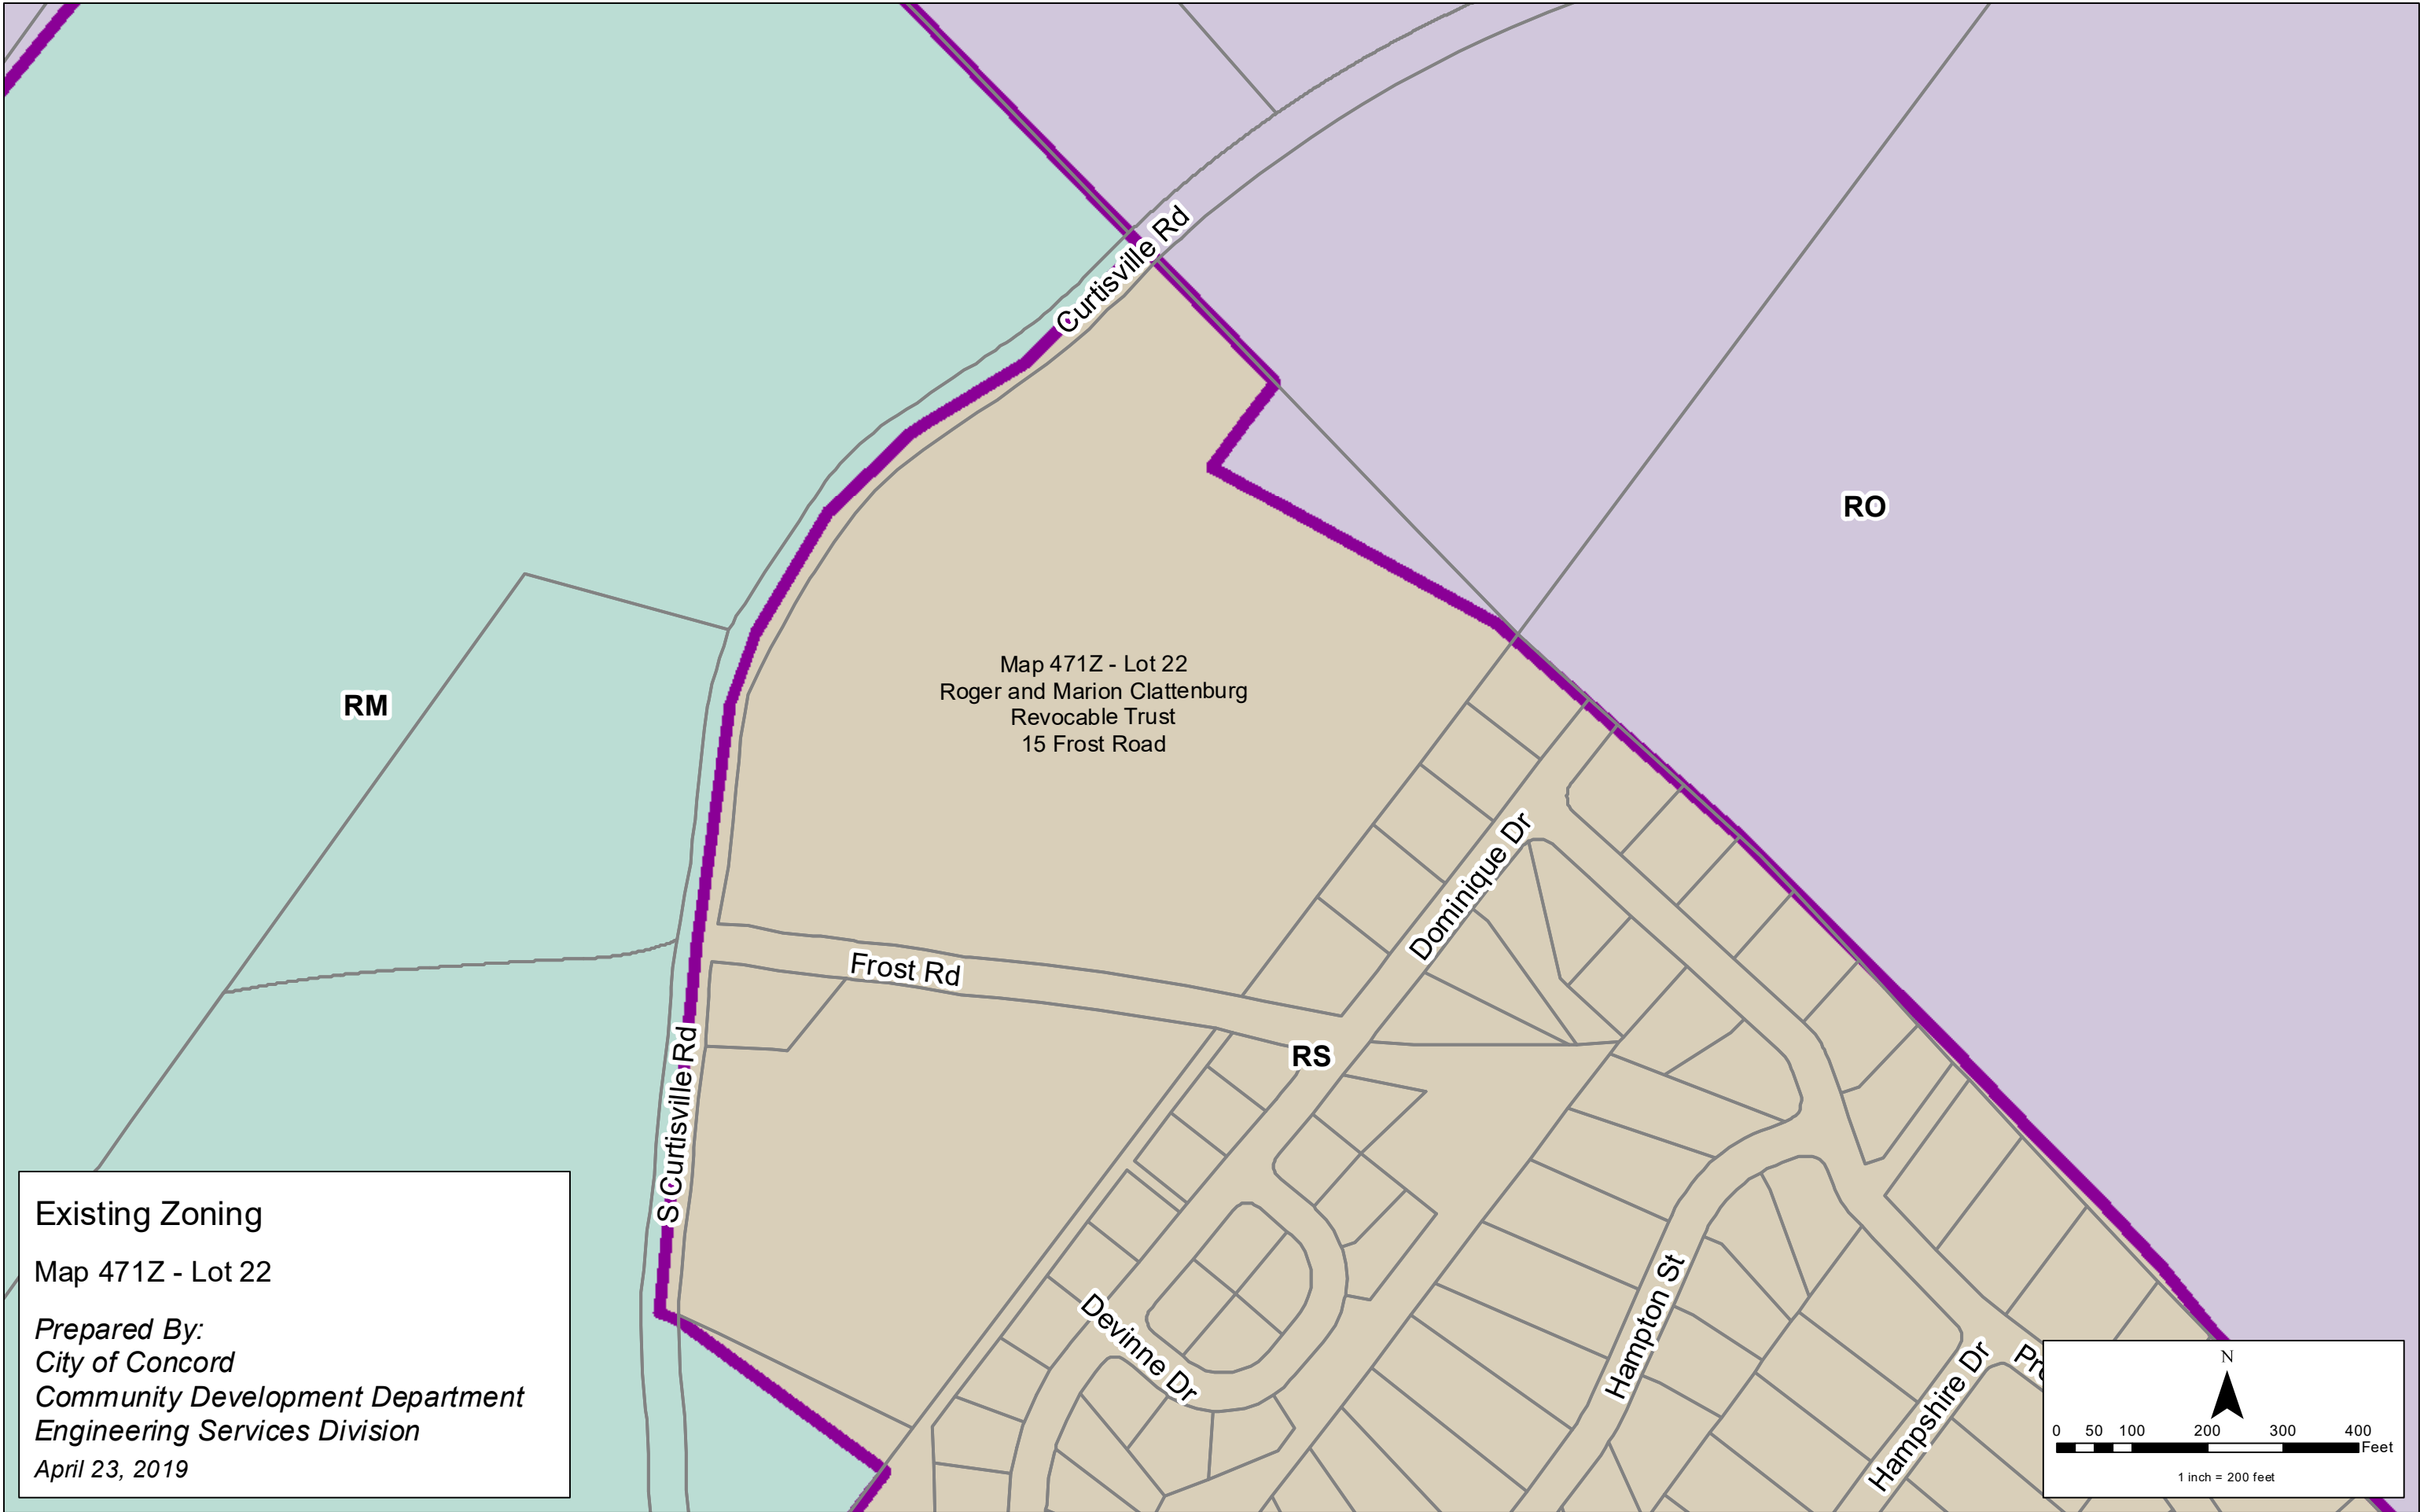 Curtisville Rd
RO
Map 471Z - Lot 22
Roger and Marion Clattenburg
Revocable Trust
15 Frost Road
RM
Dominique Dr
Frost Rd
RS
S Curtisville Rd
Existing Zoning
Map 471Z - Lot 22
Prepared By:
City of Concord
Community Development Department
Engineering Services Division
April 23, 2019
Devinne Dr
Hampton St
Hampshire Dr
N
0 50 100 200 300 400
Feet
1 inch = 200 feet